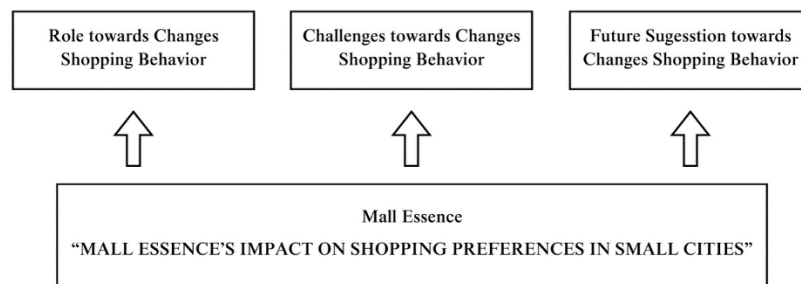 Role towards Changes
Shopping Behavior
Challenges towards Changes
Shopping Behavior
Future Sugesstion towards
Changes Shopping Behavior
Mall Essence
“MALL ESSENCE’S IMPACT ON SHOPPING PREFERENCES IN SMALL CITIES”